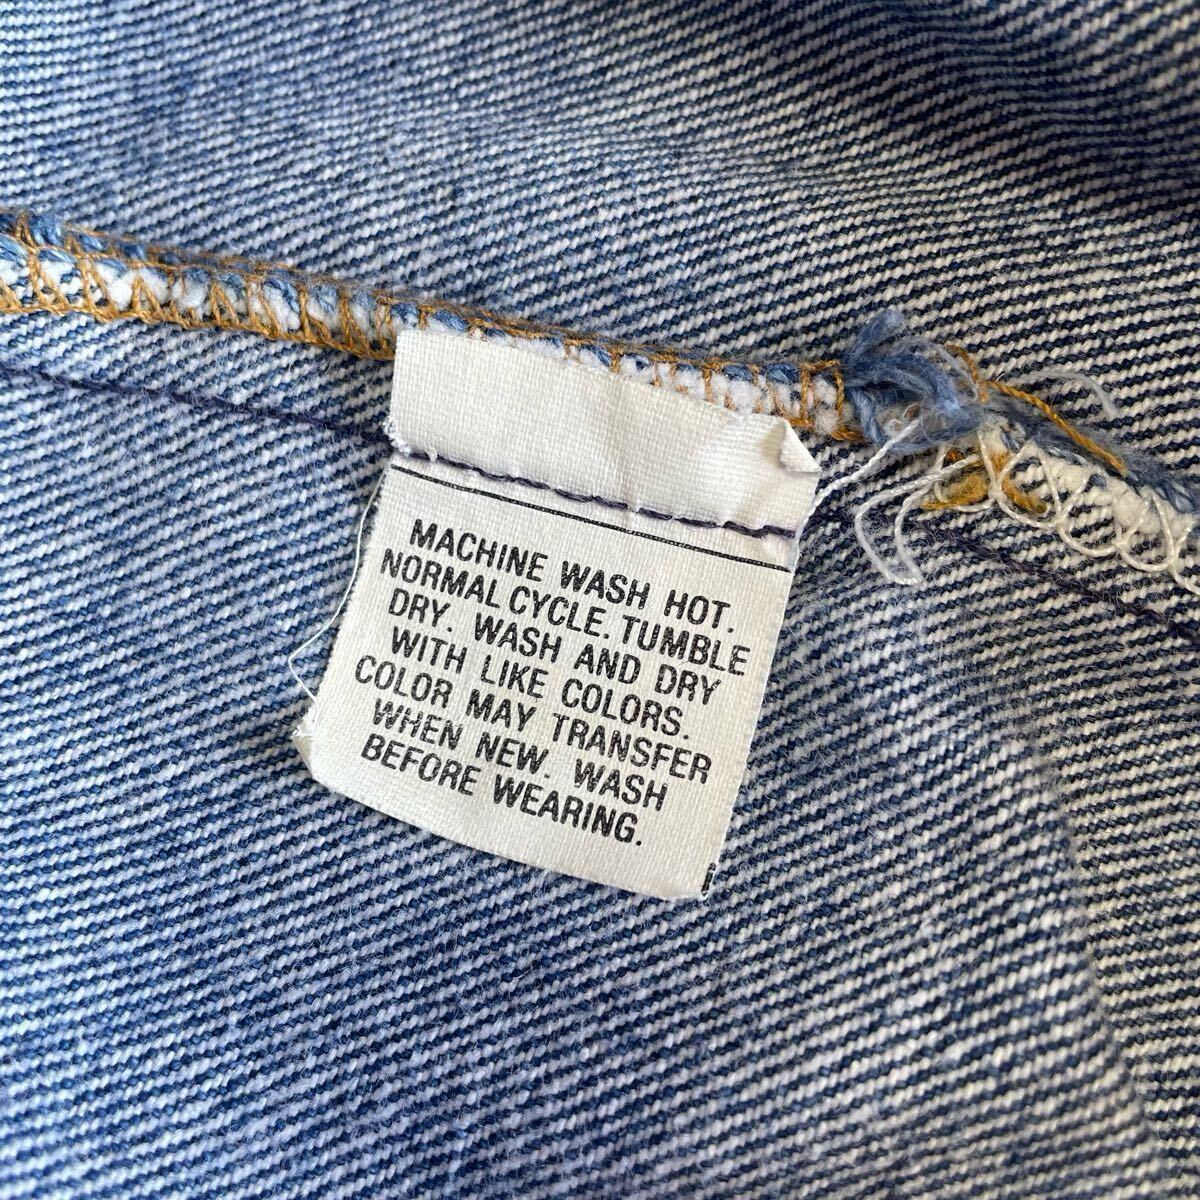 MACHINE WASH HOT.
NORMAL CYCLE. TUMBLE
DRY. WASH AND DRY
WITH LIKE COLORS.
COLOR MAY TRANSFER
WHEN NEW. WASH
BEFORE WEARING.